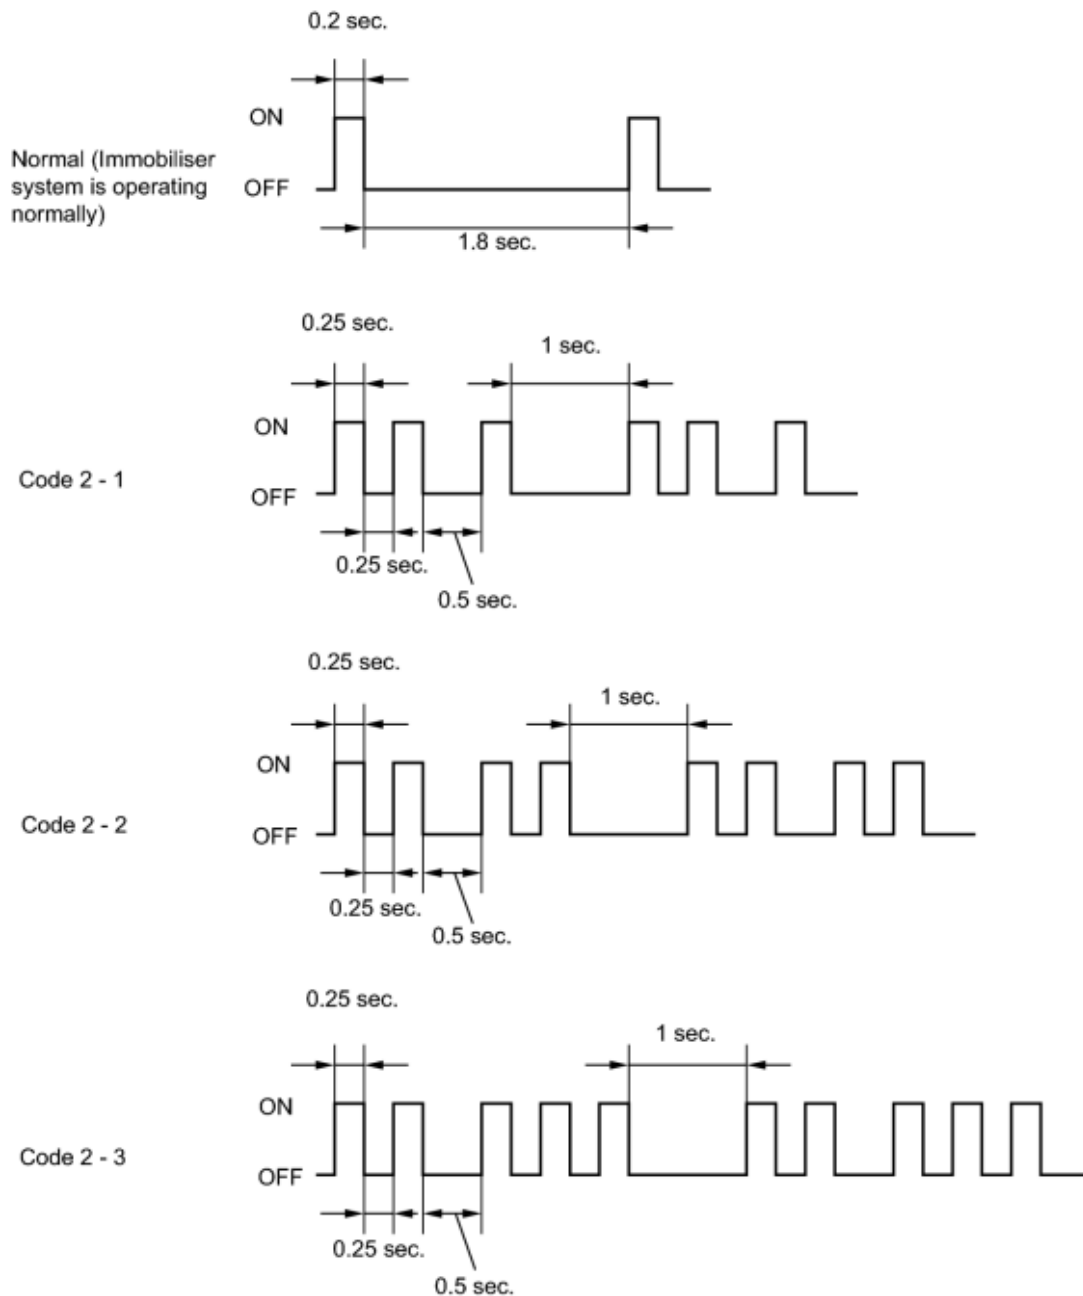 0.2 sec.
ON
Normal (Immobiliser
system is operating
normally)
OFF
1.8 sec.
0.25 sec.
1 sec.
ON
Code 2 - 1
OFF
0.25 sec.
0.5 sec.
0.25 sec.
1 sec.
ON
Code 2 - 2
OFF
0.25 sec.
0.5 sec.
0.25 sec.
1 sec.
ON
Code 2 - 3
OFF
0.25 sec.
0.5 sec.